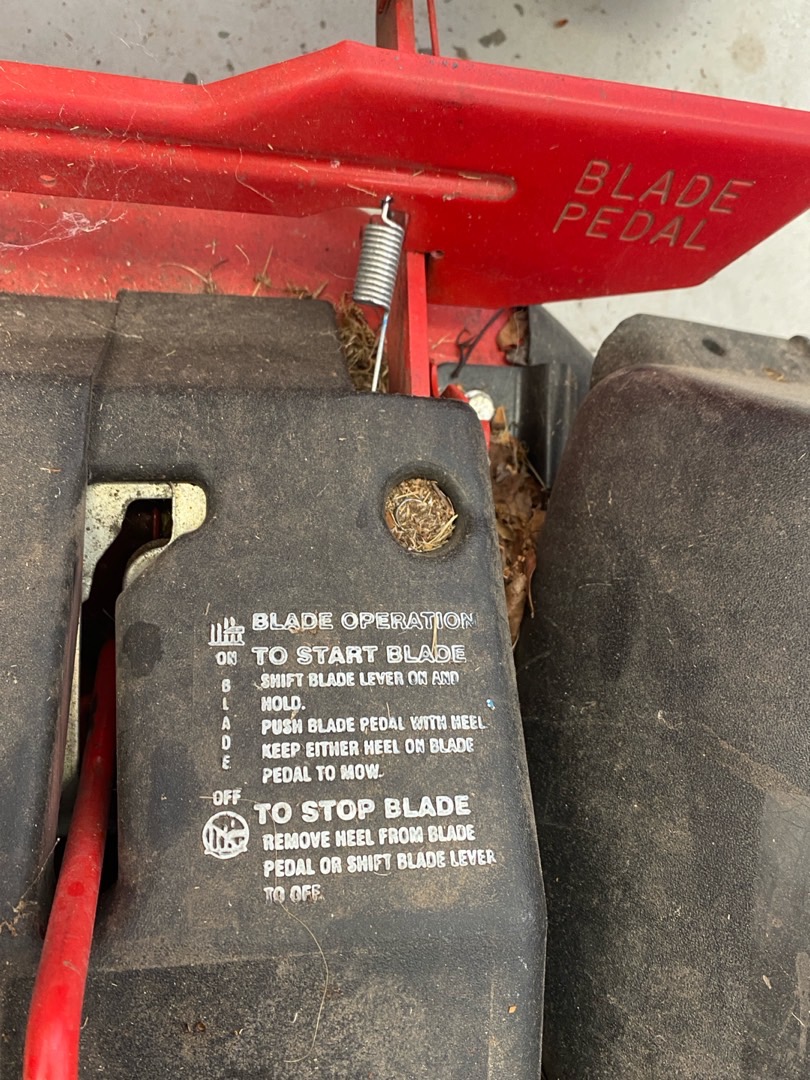 BLADE
PEDAL
BLADE OPERATION
ON
TO START BLADE
SHIFT BLADE LEVER ON AND
HOLD.
PUSH BLADE PEDAL WITH HEEL
KEEP EITHER HEEL ON BLADE
PEDAL TO MOW.
B
L
A
D
E
OFF
TO STOP BLADE
REMOVE HEEL FROM BLADE
PEDAL OR SHIFT BLADE LEVER
TO OFF.